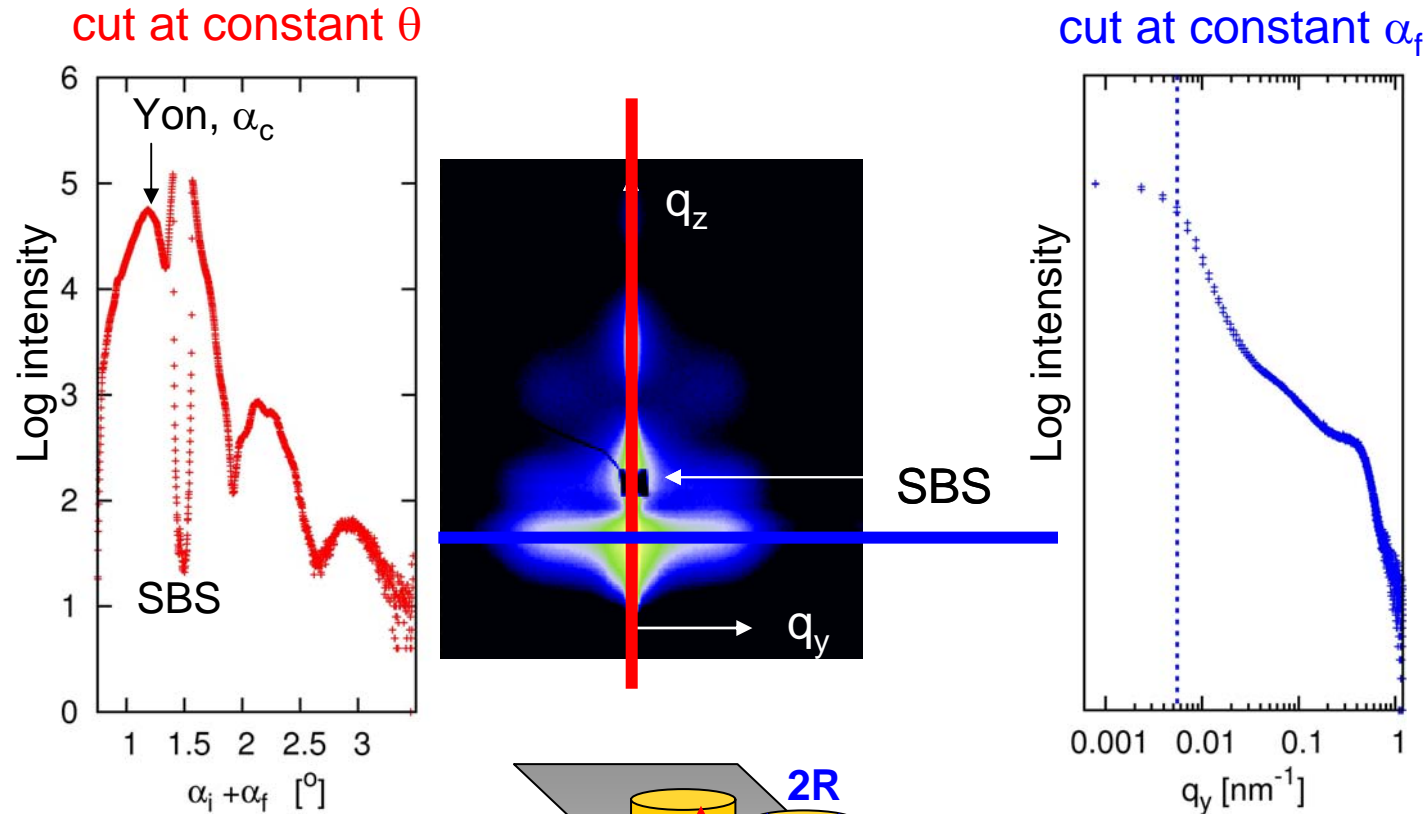 cut at constant θ
cut at constant αf
6
5
4
3
2
1
0
Log intensity
Yon, αc
SBS
1 1.5 2 2.5 3
αi +αf [o]
qz
SBS
qy
Log intensity
0.001 0.01 0.1 1
qy [nm-1]
2R